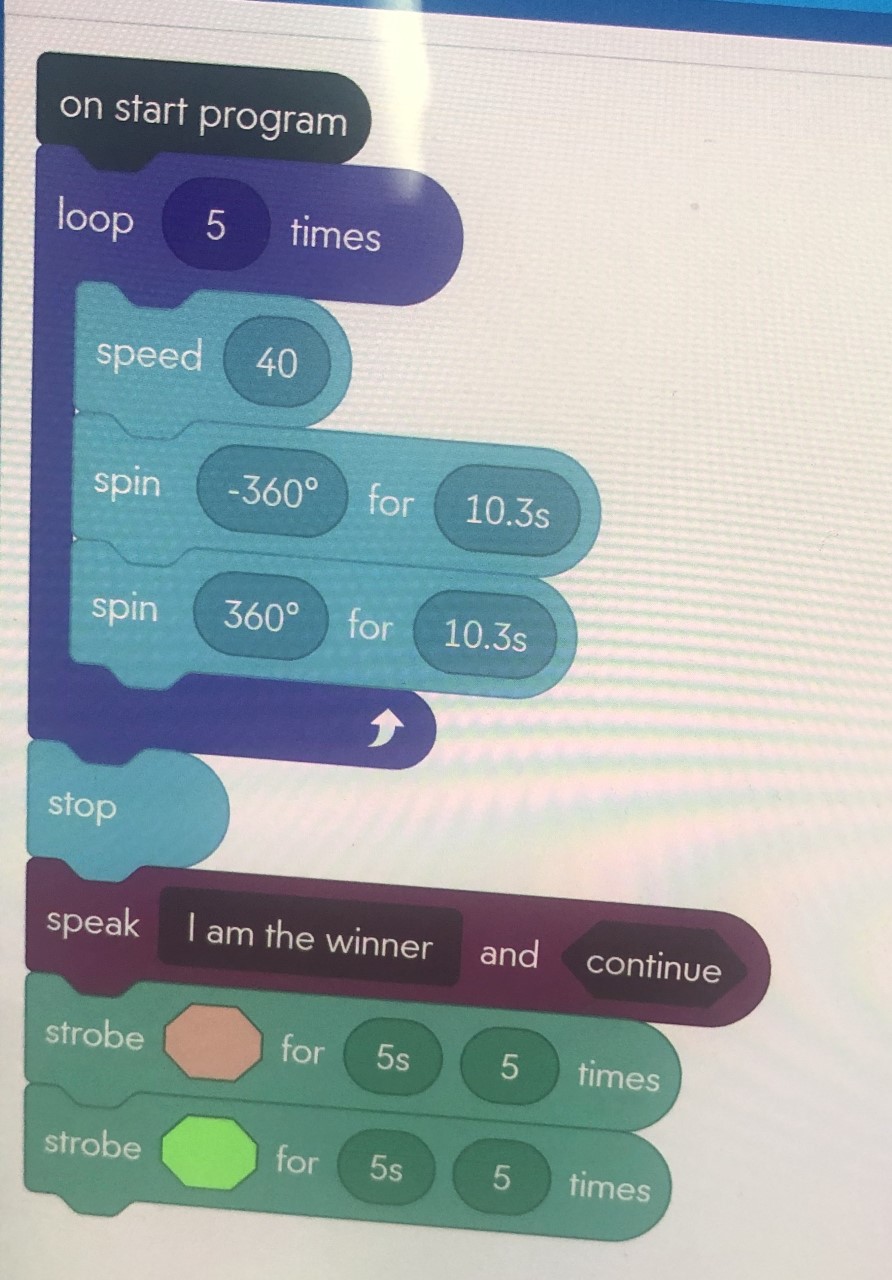 on start program
loop 5 times
speed 40
spin -360° for 10.3s
spin 360° for 10.3s
stop
speak I am the winner and continue
strobe for 5s 5 times
strobe for 5s 5 times